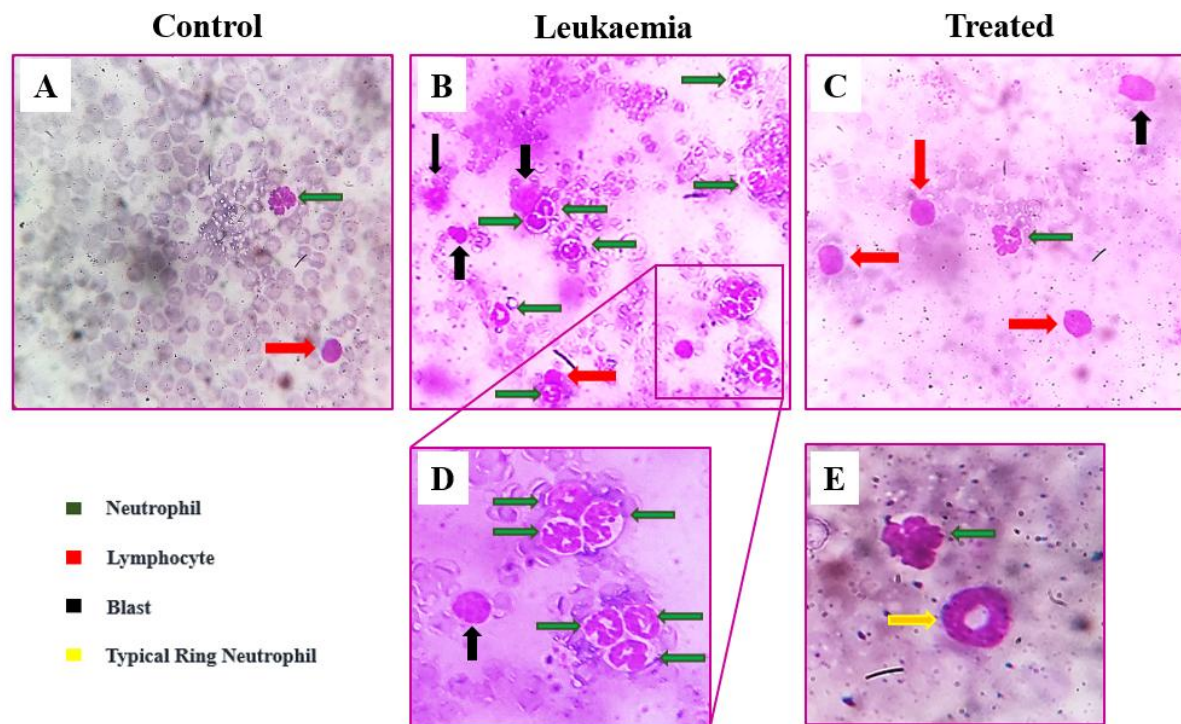 Control
Leukaemia
Treated
A
B
C
D
E
Neutrophil
Lymphocyte
Blast
Typical Ring Neutrophil